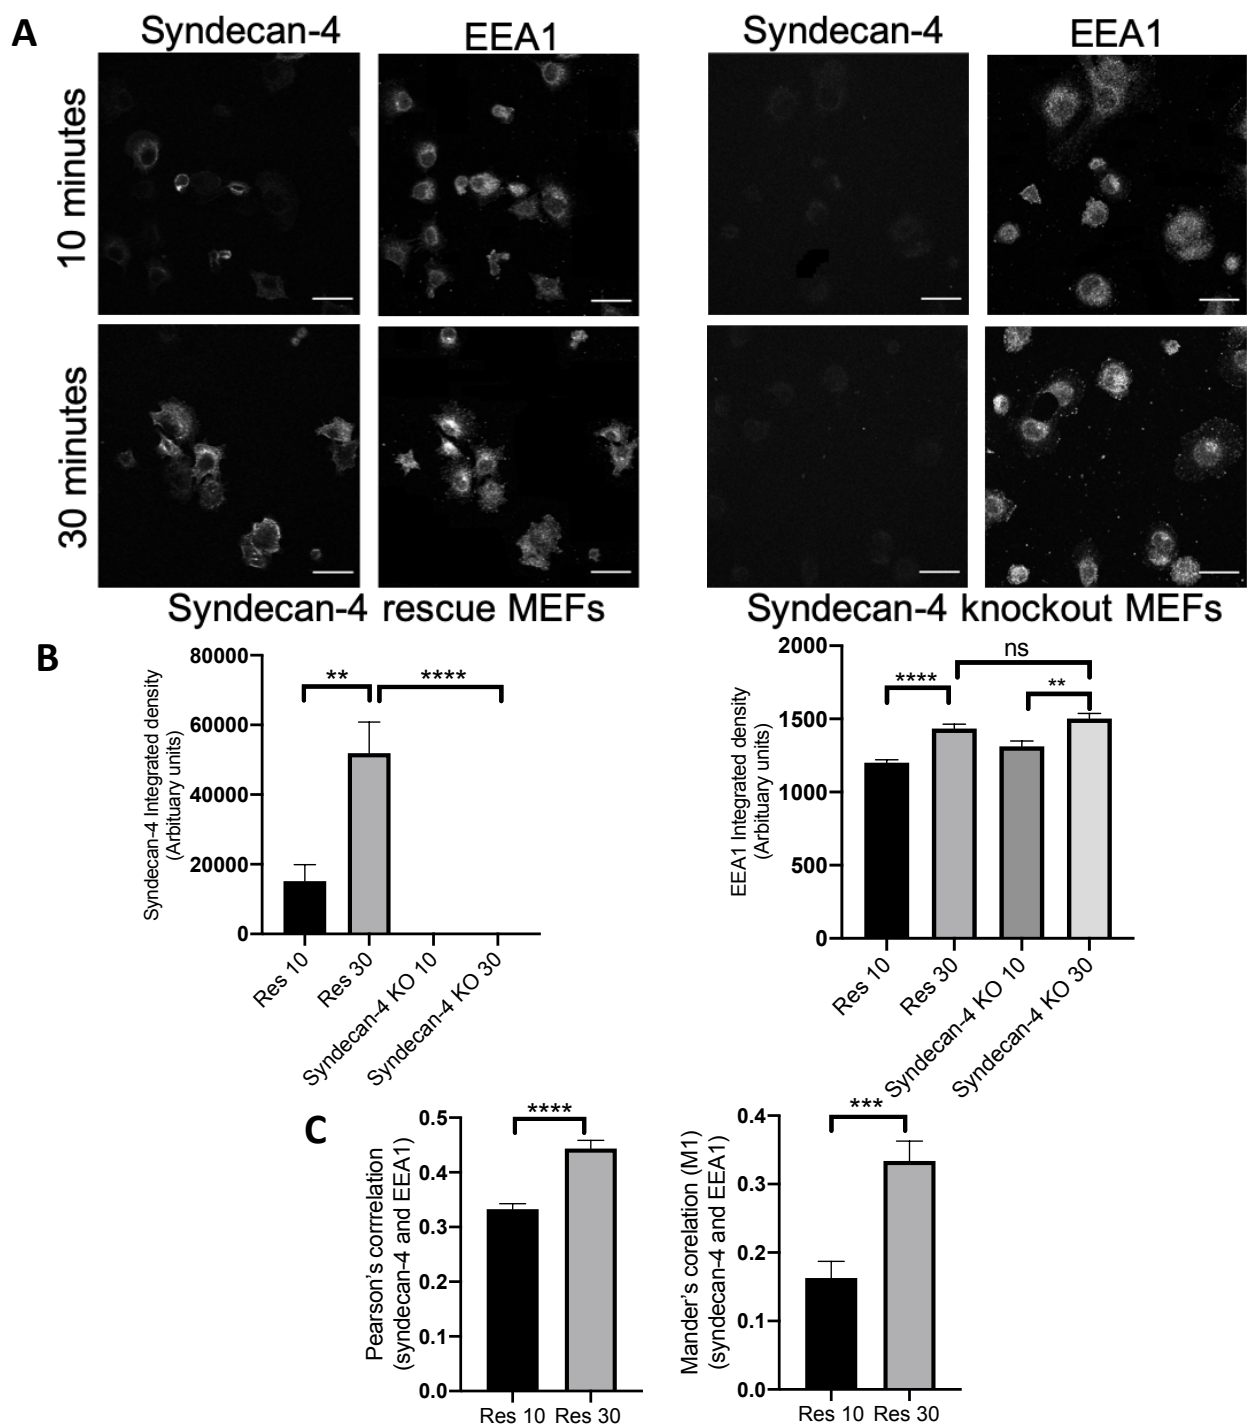 A
Syndecan-4
EEA1
Syndecan-4
EEA1
10 minutes
30 minutes
Syndecan-4 rescue MEFs
Syndecan-4 knockout MEFs
B
Syndecan-4 Integrated density
(Arbituary units)
80000
60000
40000
20000
0
**
****
Res 10
Res 30
Syndecan-4 KO 10
Syndecan-4 KO 30
EEA1 Integrated density
(Arbituary units)
2000
1500
1000
500
0
****
ns
**
Res 10
Res 30
Syndecan-4 KO 10
Syndecan-4 KO 30
C
Pearson's corrrelation
(syndecan-4 and EEA1)
0.5
0.4
0.3
0.2
0.1
0.0
****
Res 10 Res 30
Mander's corelation (M1)
(syndecan-4 and EEA1)
0.4
0.3
0.2
0.1
0.0
***
Res 10 Res 30